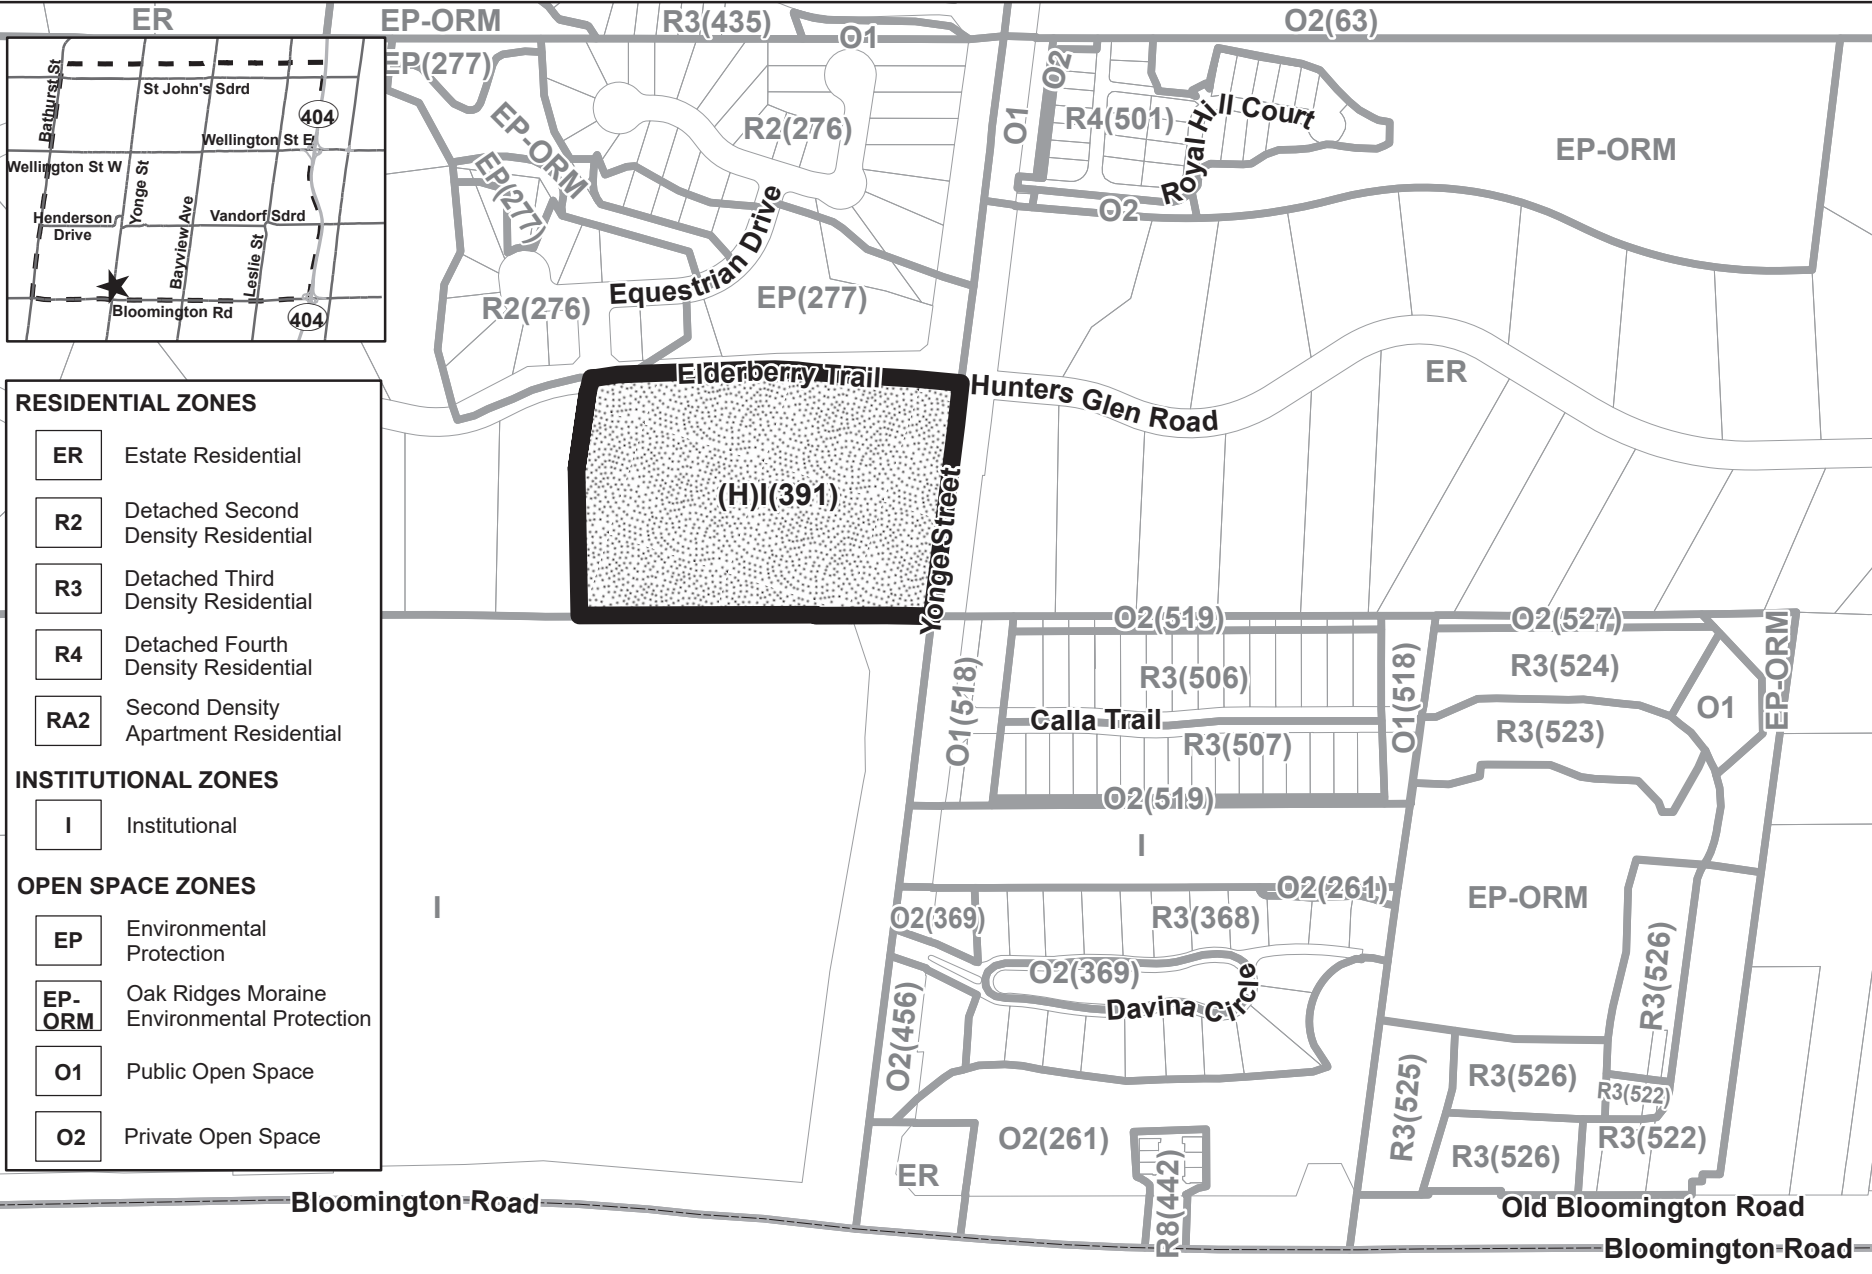 ER
EP-ORM
R3(435)
O1
O2(63)
EP(277)
EP-ORM
EP(277)
R2(276)
R2(276)
EP(277)
Equestrian Drive
O1
O2
R4(501)
Royal Hill Court
O2
EP-ORM
St John's Sdrd
Bathurst St
404
Wellington St E
Wellington St W
Yonge St
Henderson
Drive
Vandorf Sdrd
Bayview Ave
Leslie St
Bloomington Rd
404
RESIDENTIAL ZONES
ER
Estate Residential
R2
Detached Second
Density Residential
R3
Detached Third
Density Residential
R4
Detached Fourth
Density Residential
RA2
Second Density
Apartment Residential
INSTITUTIONAL ZONES
I
Institutional
OPEN SPACE ZONES
EP
Environmental
Protection
EP-
ORM
Oak Ridges Moraine
Environmental Protection
O1
Public Open Space
O2
Private Open Space
Elderberry Trail
Hunters Glen Road
ER
(H)I(391)
Yonge Street
O2(519)
O2(527)
R3(506)
R3(524)
O1(518)
O1(518)
EP-ORM
O1
Calla Trail
R3(507)
R3(523)
O2(519)
I
I
O2(261)
EP-ORM
O2(369)
R3(368)
O2(369)
Davina Circle
R3(526)
O2(456)
R3(525)
R3(526)
R3(522)
O2(261)
R3(522)
R3(526)
ER
R8(442)
Bloomington Road
Old Bloomington Road
Bloomington Road